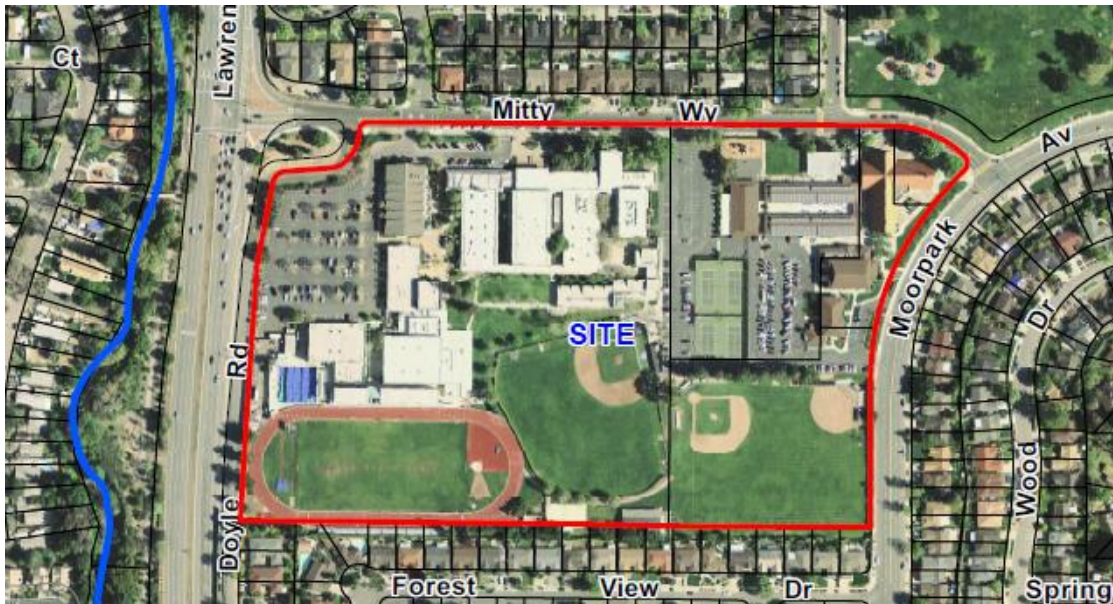 Ct
Lawren
Mitty Wy
Av
SITE
Moorpark
Dr
Rd
Wood
Doyle
Forest View Dr
Spring